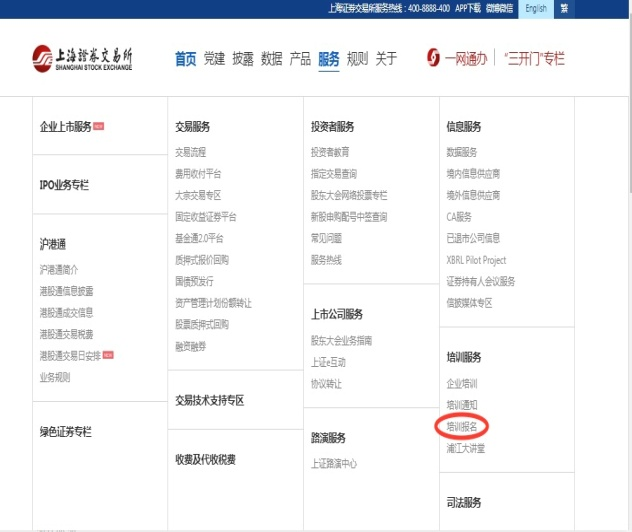 上海证券交易所服务热线：400-8888-400 APP下载 微博微信 English 繁
上海證券交易所
SHANGHAI STOCK EXCHANGE
首页 党建 披露 数据 产品 服务 规则 关于 一网通办 “三开门”专栏
企业上市服务
IPO业务专栏
沪港通
沪港通简介
港股通信息披露
港股通成交信息
港股通交易税费
港股通交易日安排
业务规则
绿色证券专栏
交易服务
交易流程
费用收付平台
大宗交易专区
固定收益证券平台
基金通2.0平台
质押式报价回购
国债预发行
资产管理计划份额转让
股票质押式回购
融资融券
交易技术支持专区
收费及代收税费
投资者服务
投资者教育
指定交易查询
股东大会网络投票专栏
新股申购配号中签查询
常见问题
服务热线
上市公司服务
股东大会业务指南
上证e互动
协议转让
路演服务
上证路演中心
信息服务
数据服务
境内信息供应商
境外信息供应商
CA服务
已退市公司信息
XBRL Pilot Project
证券持有人会议服务
信披媒体专区
培训服务
企业培训
培训通知
培训报名
浦江大讲堂
司法服务